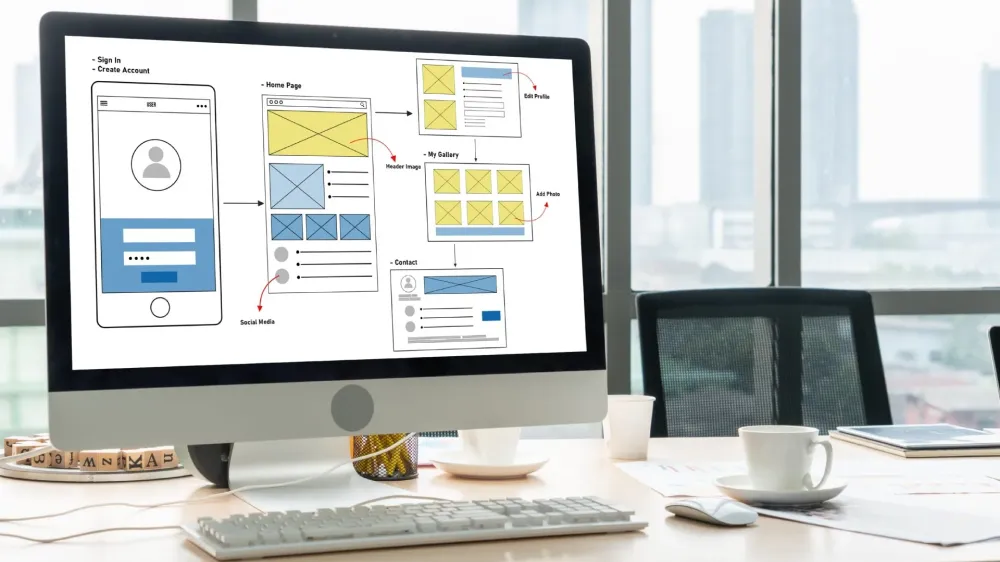 - Sign In
- Create Account
USER
- Home Page
Header Image
Social Media
Edit Profile
- My Gallery
Add Photo
- Contact
W Z K A